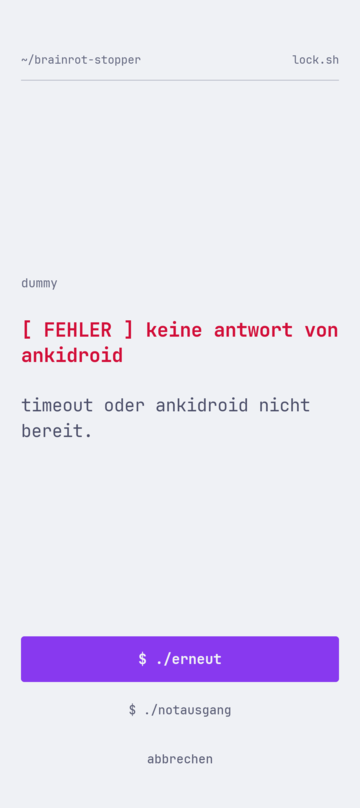 ~/brainrot-stopper lock.sh
dummy
[ FEHLER ] keine antwort von
ankidroid
timeout oder ankidroid nicht
bereit.
$ ./erneut
$ ./notausgang
abbrechen